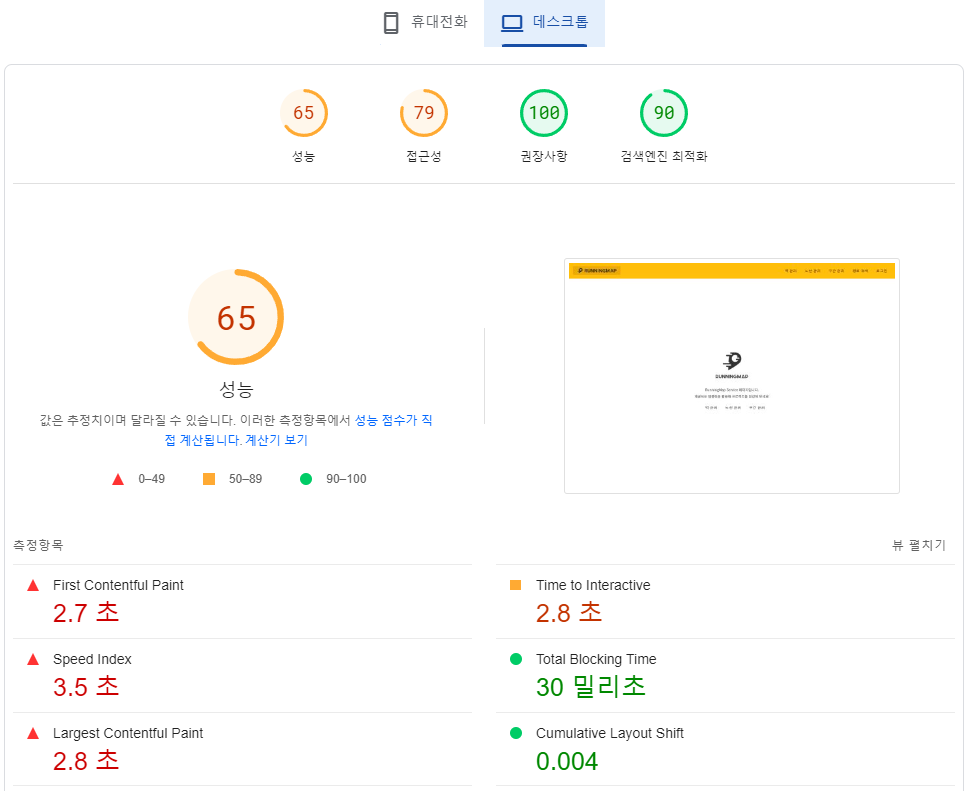 휴대전화
데스크톱
65
79
100
90
성능
접근성
권장사항
검색엔진 최적화
65
성능
값은 추정치이며 달라질 수 있습니다. 이러한 측정항목에서 성능 점수가 직
접 계산됩니다. 계산기 보기
0–49
50–89
90–100
RUNNINGMAP
RUNNINGMAP
측정항목
뷰 펼치기
First Contentful Paint
2.7 초
Time to Interactive
2.8 초
Speed Index
3.5 초
Total Blocking Time
30 밀리초
Largest Contentful Paint
2.8 초
Cumulative Layout Shift
0.004